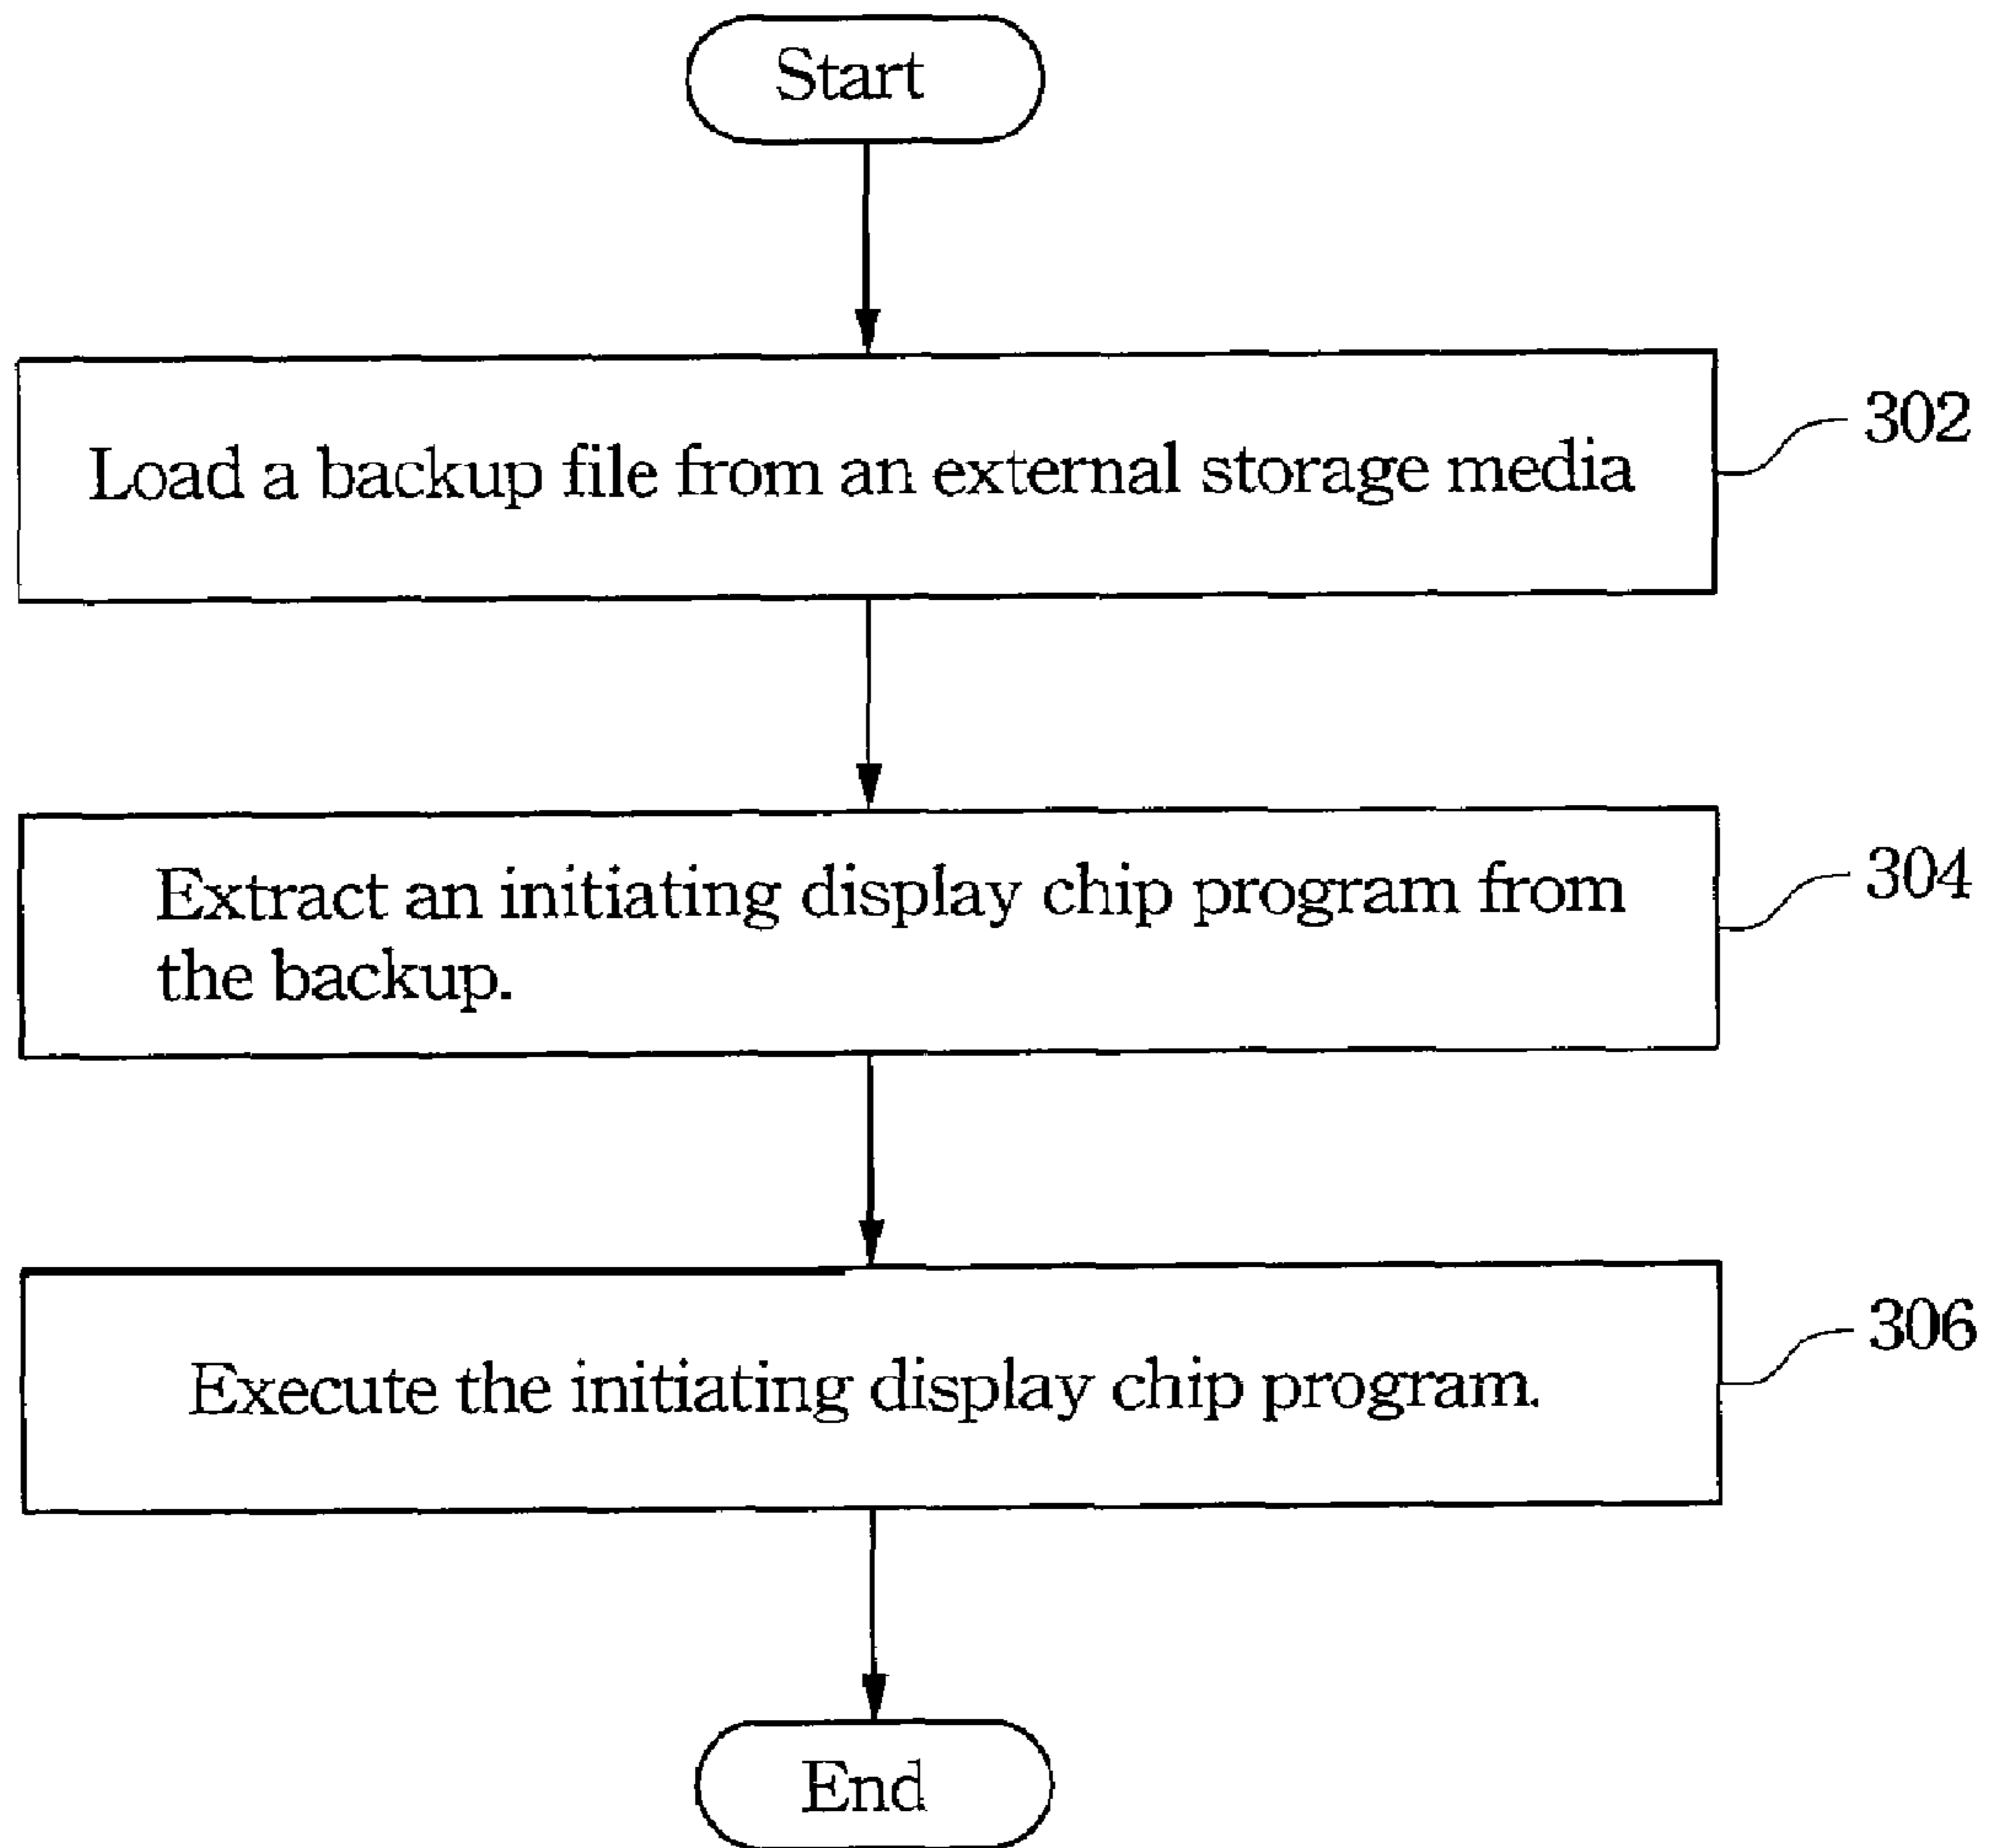 Start
Load a backup file from an external storage media
302
Extract an initiating display chip program from
the backup.
304
Execute the initiating display chip program.
306
End